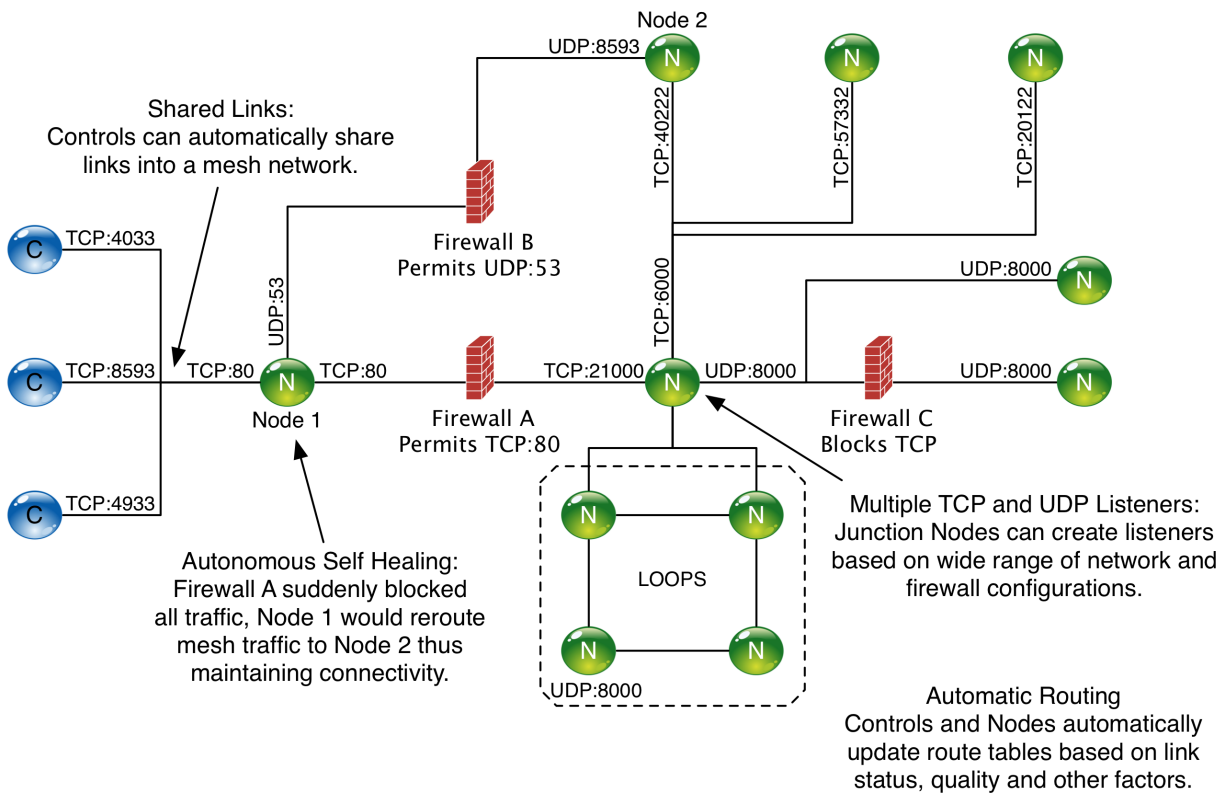 Node 2
UDP:8593
N
N
N
TCP:40222
TCP:57332
TCP:20122
Shared Links:
Controls can automatically share
links into a mesh network.
Firewall B
Permits UDP:53
C
TCP:4033
UDP:53
TCP:6000
UDP:8000
N
C
TCP:8593
TCP:80
N
TCP:80
Node 1
Firewall A
Permits TCP:80
TCP:21000
N
UDP:8000
Firewall C
Blocks TCP
UDP:8000
N
C
TCP:4933
Autonomous Self Healing:
Firewall A suddenly blocked
all traffic, Node 1 would reroute
mesh traffic to Node 2 thus
maintaining connectivity.
N
N
LOOPS
N
N
UDP:8000
Multiple TCP and UDP Listeners:
Junction Nodes can create listeners
based on wide range of network and
firewall configurations.
Automatic Routing
Controls and Nodes automatically
update route tables based on link
status, quality and other factors.